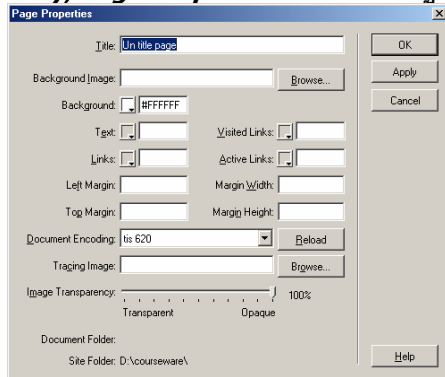 Page Properties
Title: Un title page
OK
Background Image: Browse...
Apply
Background: #FFFFFF
Cancel
Text: Visited Links:
Links: Active Links:
Left Margin: Margin Width:
Top Margin: Margin Height:
Document Encoding: tis 620 Reload
Tracing Image: Browse...
Image Transparency: 100%
Transparent Opaque
Document Folder:
Site Folder: D:\courseware\
Help